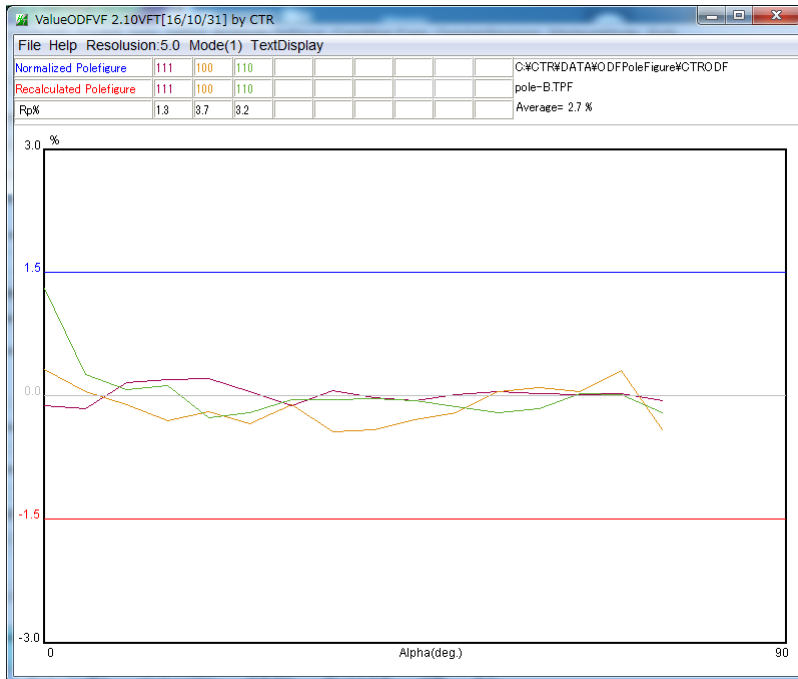 ValueODFVF 2.10VFT[16/10/31] by CTR
File Help Resolusion:5.0 Mode(1) TextDisplay
Normalized Polefigure 111 100 110 C:¥CTR¥DATA¥ODFPoleFigure¥CTRODF
Recalculated Polefigure 111 100 110 pole-B.TPF
Rp% 1.3 3.7 3.2 Average= 2.7 %
3.0 %
1.5
0.0
-1.5
-3.0
0 Alpha(deg.) 90